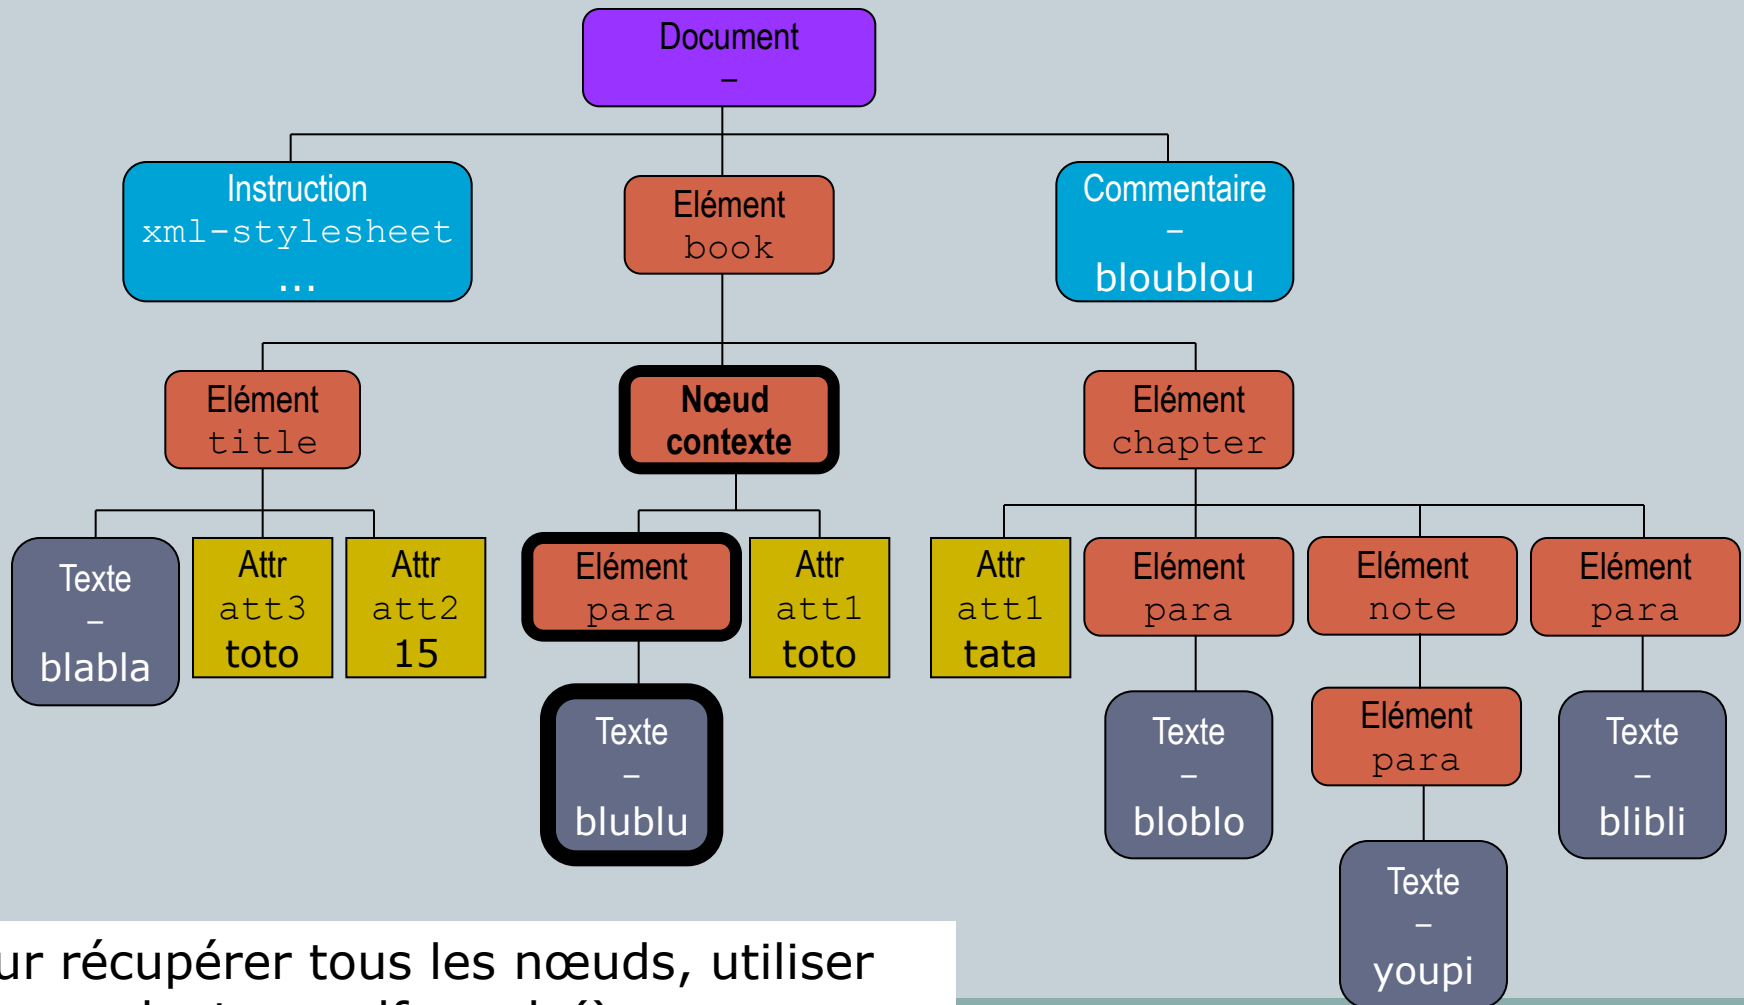 Document
–
Instruction
xml-stylesheet
...
Elément
book
Commentaire
–
bloublou
Elément
title
Nœud
contexte
Elément
chapter
Texte
–
blabla
Attr
att3
toto
Attr
att2
15
Elément
para
Attr
att1
toto
Attr
att1
tata
Elément
para
Elément
note
Elément
para
Texte
–
blublu
Texte
–
bloblo
Elément
para
Texte
–
blibli
Texte
–
youpi
ur récupérer tous les nœuds, utiliser